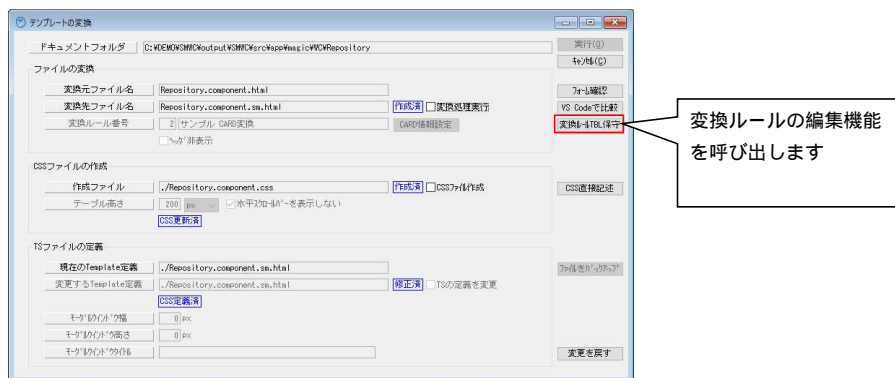 テンプレートの変換
ドキュメントフォルダ C:¥DEMO¥SMWC¥output¥SMWC¥src¥app¥magic¥VC¥Repository 実行(O)
ｷｬﾝｾﾙ(C)
ファイルの変換
変換元ファイル名 Repository.component.html ﾌｫｰﾑ確認
変換先ファイル名 Repository.component.sm.html 作成済 変換処理実行 VS Codeで比較
変換ルール番号 2 サンプル CARD変換 CARD情報設定 変換ﾙｰﾙTBL保守
ﾍｯﾀﾞ非表示
変換ルールの編集機能
を呼び出します
CSSファイルの作成
作成ファイル ./Repository.component.css 作成済 CSSﾌｧｲﾙ作成 CSS直接記述
テーブル高さ 200 px 水平ｽｸﾛｰﾙﾊﾞｰを表示しない
CSS更新済
TSファイルの定義
現在のTemplate定義 ./Repository.component.sm.html ﾌｧｲﾙをﾊﾞｯｸｱｯﾌﾟ
変更するTemplate定義 ./Repository.component.sm.html 修正済 TSの定義を変更
CSS定義済
ﾓｰﾀﾞﾙｳｨﾝﾄﾞｳ幅 0 px
ﾓｰﾀﾞﾙｳｨﾝﾄﾞｳ高さ 0 px
ﾓｰﾀﾞﾙｳｨﾝﾄﾞｳﾀｲﾄﾙ 変更を戻す